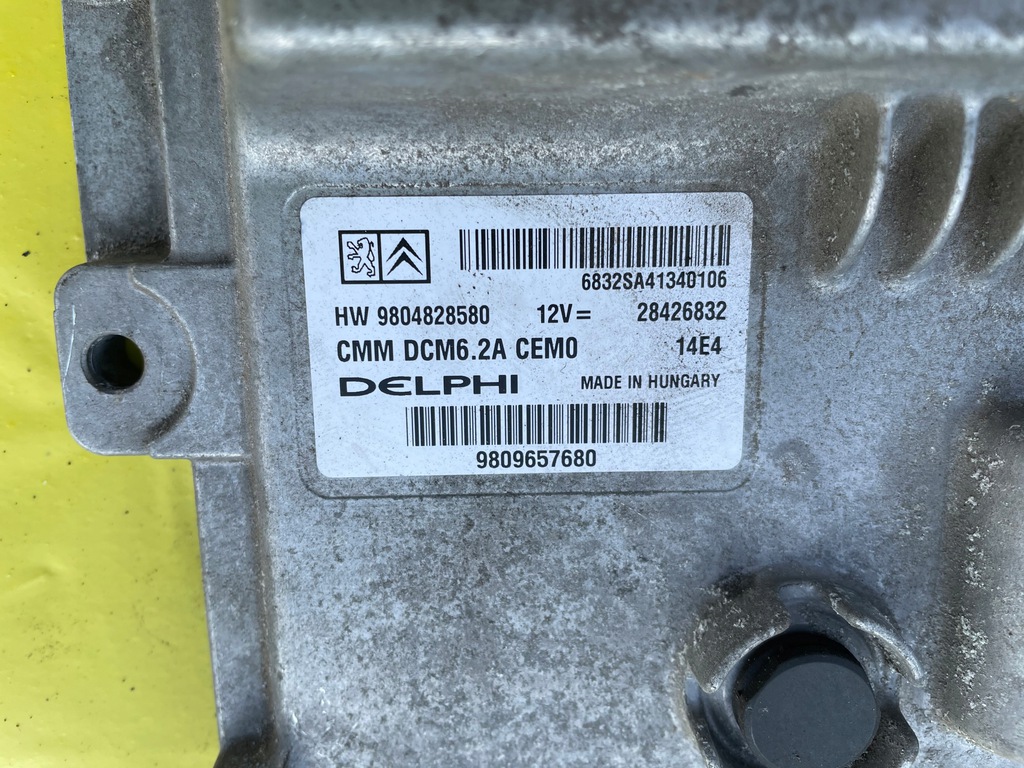 6832SA41340106
HW 9804828580 12V= 28426832
CMM DCM6.2A CEM0 14E4
DELPHI MADE IN HUNGARY
9809657680